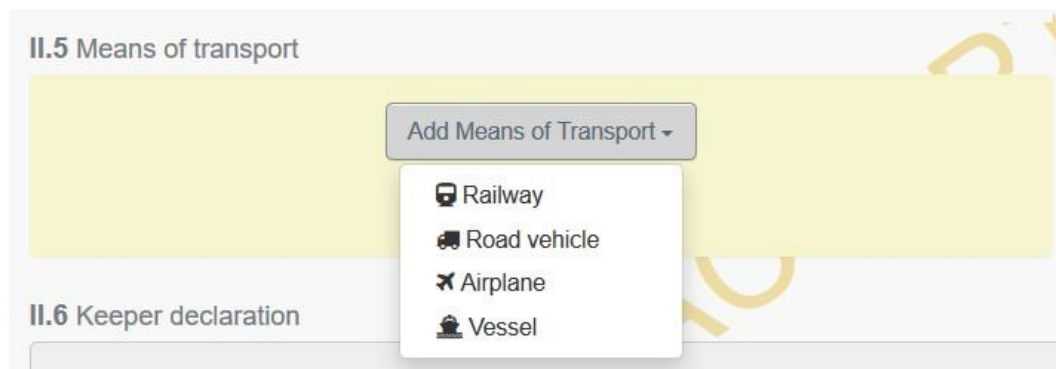 II.5 Means of transport
Add Means of Transport
Railway
Road vehicle
Airplane
Vessel
II.6 Keeper declaration